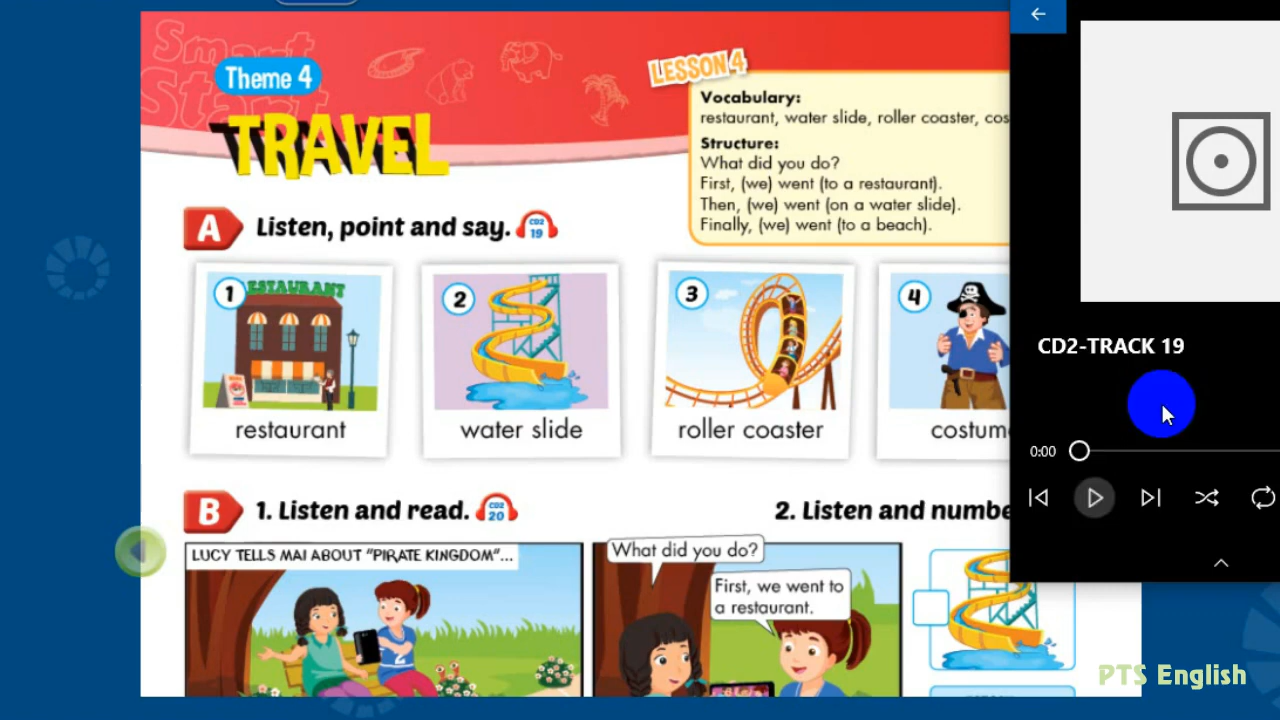 Smart
Start
Theme 4
TRAVEL
LESSON 4
Vocabulary:
restaurant, water slide, roller coaster, cos
Structure:
What did you do?
First, (we) went (to a restaurant).
Then, (we) went (on a water slide).
Finally, (we) went (to a beach).
A Listen, point and say. CD2 19
1 ESTAURANT
restaurant
2
water slide
3
roller coaster
4
costum
B 1. Listen and read. CD2 20
2. Listen and numbe
LUCY TELLS MAI ABOUT "PIRATE KINGDOM"...
What did you do?
First, we went to
a restaurant.
CD2-TRACK 19
0:00
PTS English